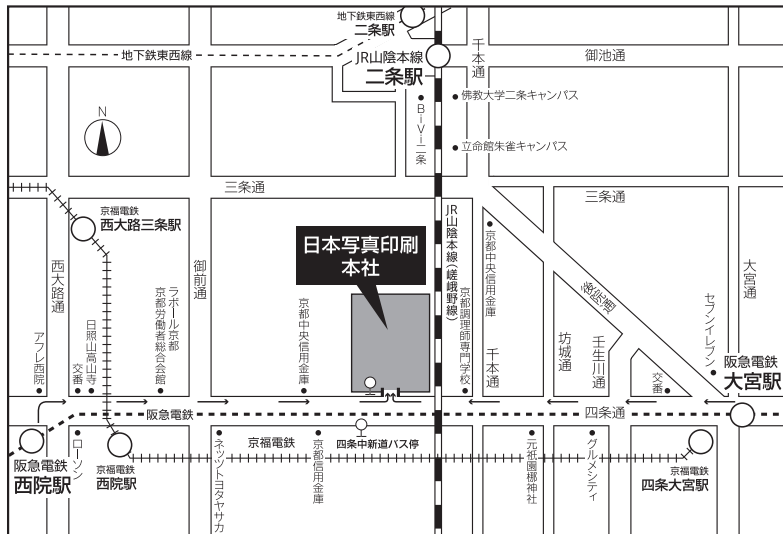 地下鉄東西線
二条駅
地下鉄東西線
JR山陰本線
二条駅
千本通
御池通
佛教大学二条キャンパス
BiVi二条
立命館朱雀キャンパス
N
三条通
三条通
京福電鉄
西大路三条駅
西大路通
御前通
日本写真印刷
本社
JR山陰本線(嵯峨野線)
京都中央信用金庫
後院通
大宮通
アフレ西院
交番
日照山高山寺
京都労働者総合会館
ラポール京都
京都中央信用金庫
京都調理師専門学校
千本通
坊城通
壬生川通
交番
セブンイレブン
阪急電鉄
大宮駅
阪急電鉄
四条通
阪急電鉄
西院駅
ローソン
京福電鉄
西院駅
ネッツトヨタヤサカ
京福電鉄
京都信用金庫
四条中新道バス停
元祇園梛神社
グルメシティ
京福電鉄
四条大宮駅